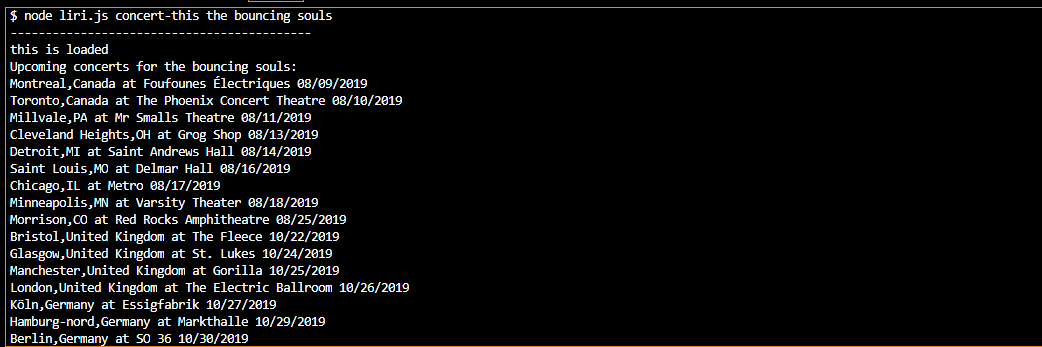 $ node liri.js concert-this the bouncing souls
-------------------------------------------
this is loaded
Upcoming concerts for the bouncing souls:
Montreal,Canada at Foufounes Électriques 08/09/2019
Toronto,Canada at The Phoenix Concert Theatre 08/10/2019
Millvale,PA at Mr Smalls Theatre 08/11/2019
Cleveland Heights,OH at Grog Shop 08/13/2019
Detroit,MI at Saint Andrews Hall 08/14/2019
Saint Louis,MO at Delmar Hall 08/16/2019
Chicago,IL at Metro 08/17/2019
Minneapolis,MN at Varsity Theater 08/18/2019
Morrison,CO at Red Rocks Amphitheatre 08/25/2019
Bristol,United Kingdom at The Fleece 10/22/2019
Glasgow,United Kingdom at St. Lukes 10/24/2019
Manchester,United Kingdom at Gorilla 10/25/2019
London,United Kingdom at The Electric Ballroom 10/26/2019
Köln,Germany at Essigfabrik 10/27/2019
Hamburg-nord,Germany at Markthalle 10/29/2019
Berlin,Germany at SO 36 10/30/2019